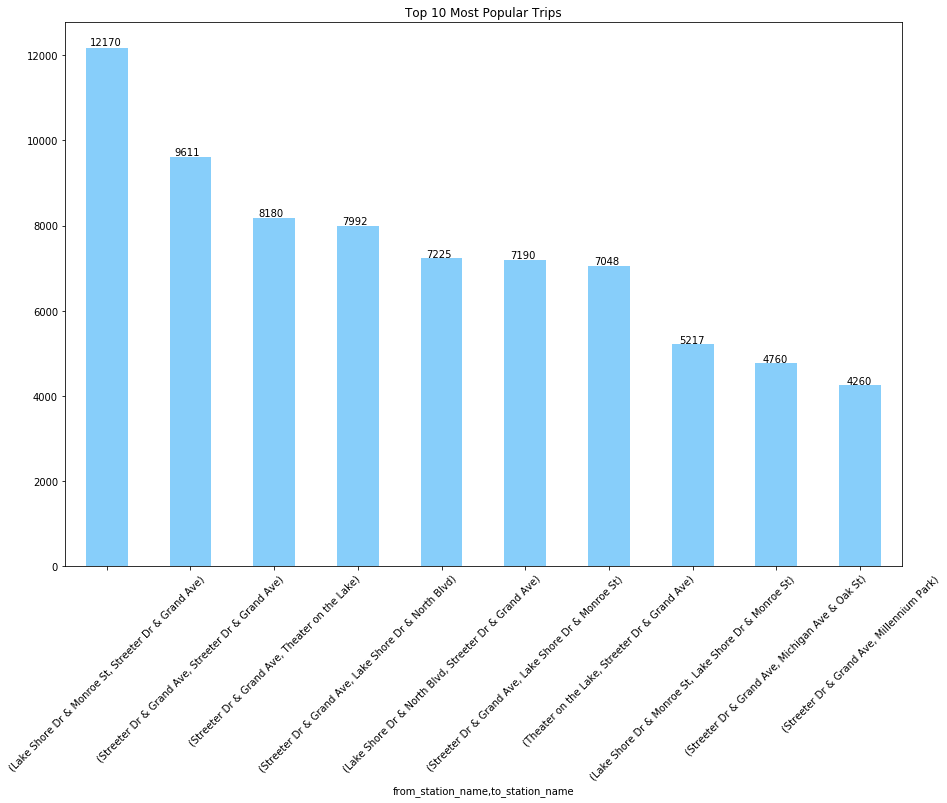 Top 10 Most Popular Trips
12170
9611
8180
7992
7225
7190
7048
5217
4760
4260
12000
10000
8000
6000
4000
2000
0
(Lake Shore Dr & Monroe St, Streeter Dr & Grand Ave)
(Streeter Dr & Grand Ave, Streeter Dr & Grand Ave)
(Streeter Dr & Grand Ave, Theater on the Lake)
(Streeter Dr & Grand Ave, Lake Shore Dr & North Blvd)
(Lake Shore Dr & North Blvd, Streeter Dr & Grand Ave)
(Streeter Dr & Grand Ave, Lake Shore Dr & Monroe St)
(Theater on the Lake, Streeter Dr & Grand Ave)
(Lake Shore Dr & Monroe St, Lake Shore Dr & Monroe St)
(Streeter Dr & Grand Ave, Michigan Ave & Oak St)
(Streeter Dr & Grand Ave, Millennium Park)
from_station_name,to_station_name